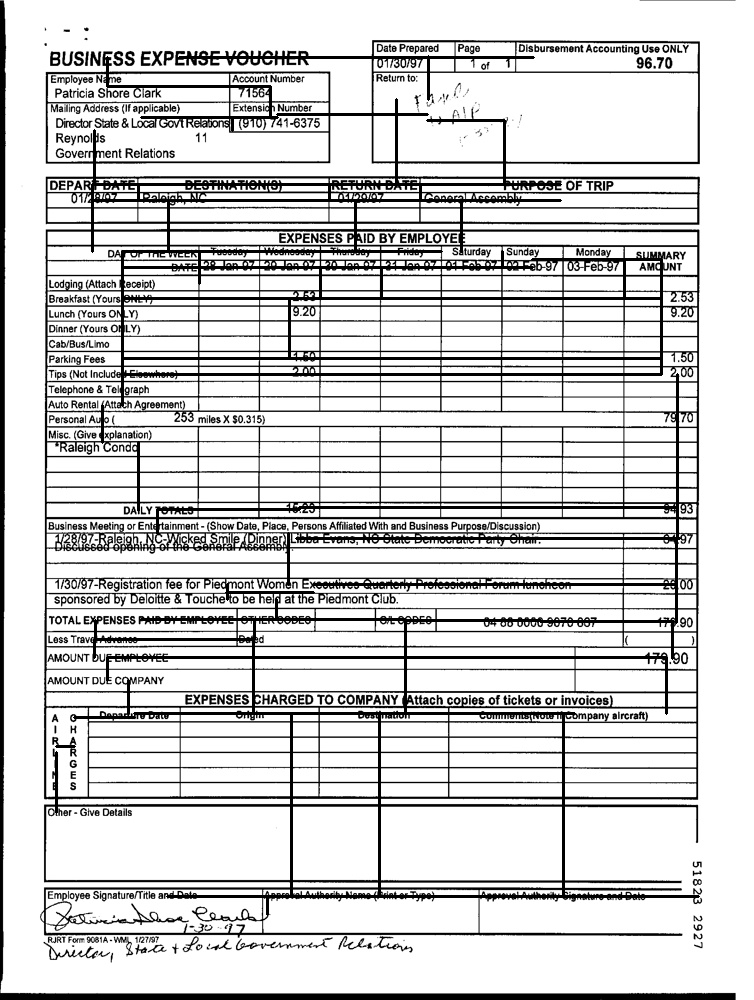 BUSINESS EXPENSE VOUCHER
Date Prepared Page Disbursement Accounting Use ONLY
01/30/97 1 of 1 96.70
Employee Name Account Number Return to:
Patricia Shore Clark 71564
Mailing Address (If applicable) Extension Number
Director State & Local Gov't Relations (910) 741-6375
Reynolds 11
Government Relations
DEPART DATE DESTINATION(S) RETURN DATE PURPOSE OF TRIP
01/28/97 Raleigh, NC 01/29/97 General Assembly
EXPENSES PAID BY EMPLOYEE
DAY OF THE WEEK Tuesday Wednesday Thursday Friday Saturday Sunday Monday SUMMARY
DATE 28-Jan-97 29-Jan-97 30-Jan-97 31-Jan-97 01-Feb-97 02-Feb-97 03-Feb-97 AMOUNT
Lodging (Attach Receipt)
Breakfast (Yours ONLY) 2.53 2.53
Lunch (Yours ONLY) 9.20 9.20
Dinner (Yours ONLY)
Cab/Bus/Limo
Parking Fees 1.50 1.50
Tips (Not Included Elsewhere) 2.00 2.00
Telephone & Telegraph
Auto Rental (Attach Agreement)
Personal Auto ( 253 miles X $0.315) 79.70
Misc. (Give explanation)
*Raleigh Condo
DAILY TOTALS 15.23 94.93
Business Meeting or Entertainment - (Show Date, Place, Persons Affiliated With and Business Purpose/Discussion)
1/28/97-Raleigh, NC-Wicked Smile (Dinner) Libba Evans, NC State Democratic Party Chair. 97
Discussed opening of the General Assembly.
1/30/97-Registration fee for Piedmont Women Executives Quarterly Professional Forum luncheon 20.00
sponsored by Deloitte & Touche to be held at the Piedmont Club.
TOTAL EXPENSES PAID BY EMPLOYEE OTHER CODES G/L CODES 179.90
Less Travel Advance Dated ( )
AMOUNT DUE EMPLOYEE 179.90
AMOUNT DUE COMPANY
EXPENSES CHARGED TO COMPANY (Attach copies of tickets or invoices)
AIRLINE CHARGES Departure Date Origin Destination Comments(Note if Company aircraft)
Other - Give Details
Employee Signature/Title and Date Approval Authority Name (Print or Type) Approval Authority Signature and Date
Patricia Shore Clark
1-30-97
RJRT Form 9081A - WML 1/27/97
Director, State + Local Government Relations
51823 2927